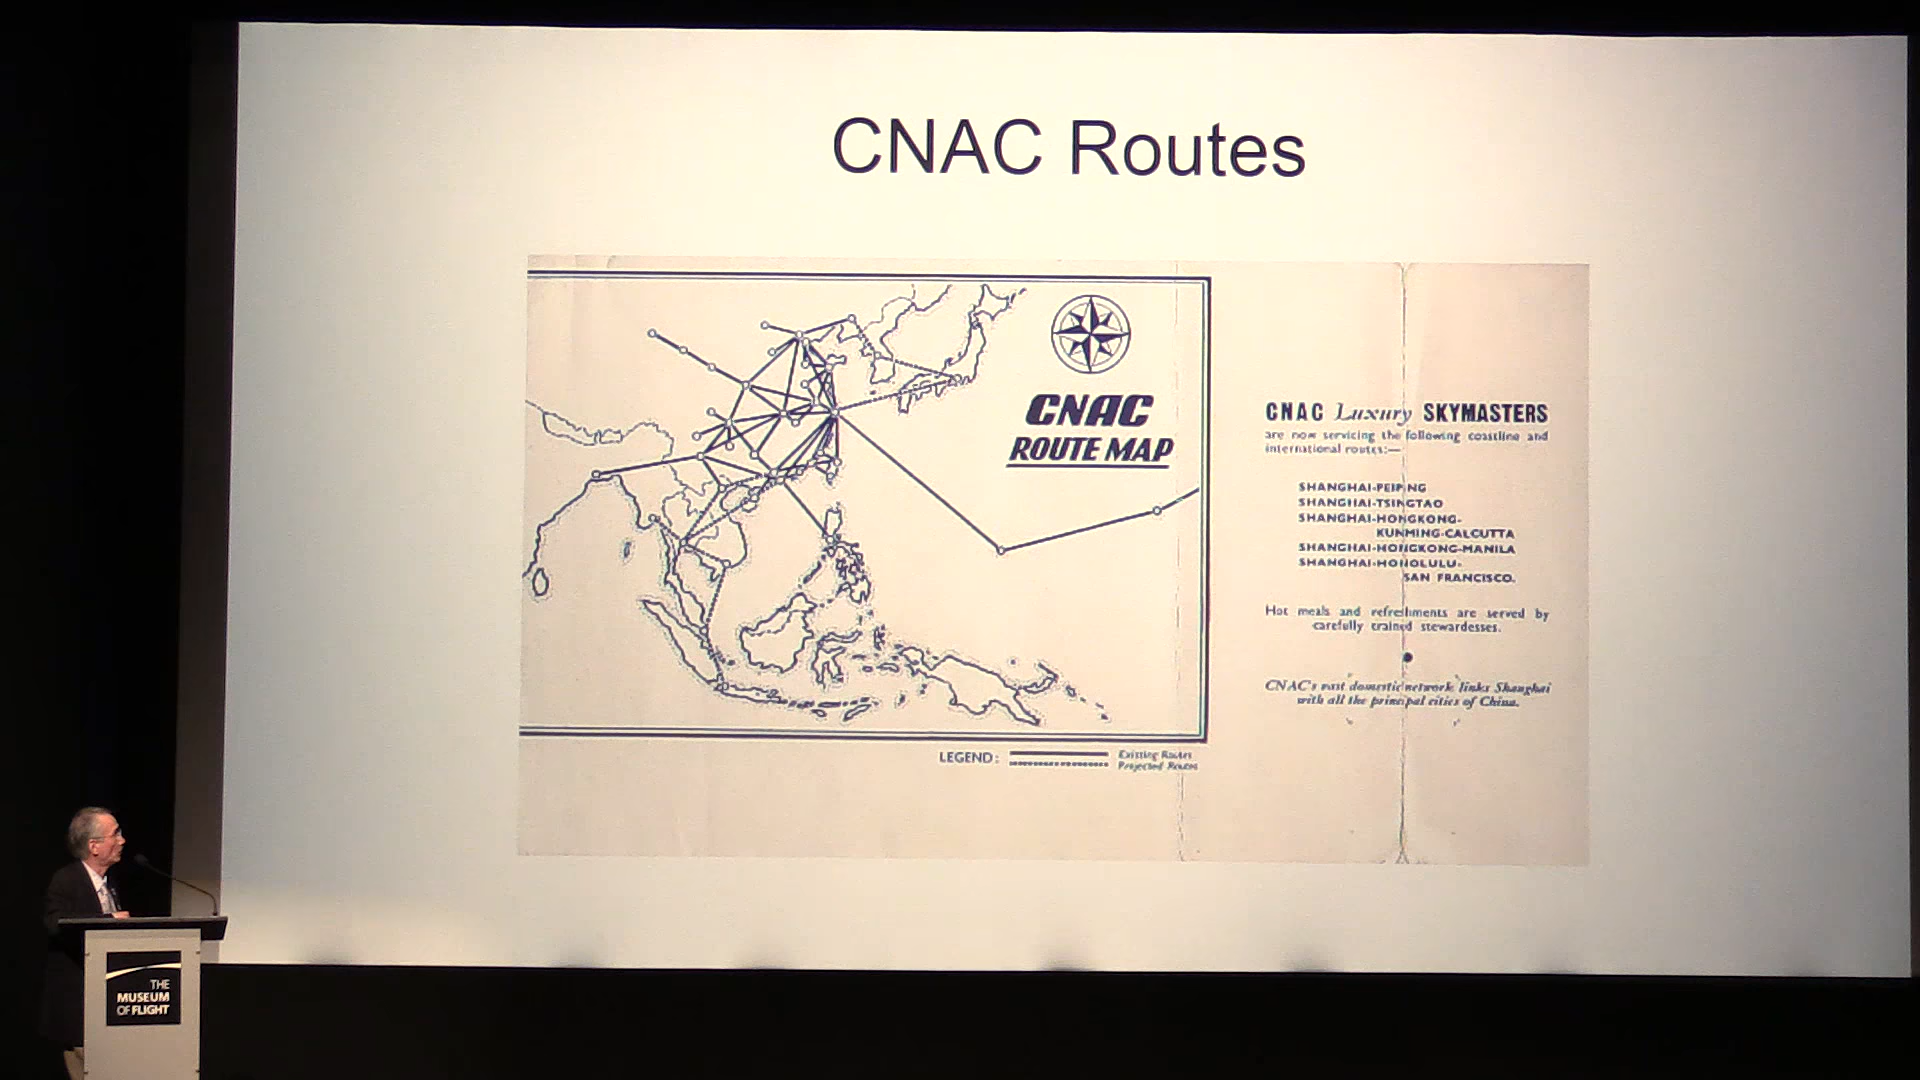 CNAC Routes
CNAC
ROUTE MAP
LEGEND:
Existing Routes
Projected Routes
CNAC Luxury SKYMASTERS
are now servicing the following coastline and
international routes:—
SHANGHAI-PEIPING
SHANGHAI-TSINGTAO
SHANGHAI-HONGKONG-
KUNMING-CALCUTTA
SHANGHAI-HONGKONG-MANILA
SHANGHAI-HONOLULU-
SAN FRANCISCO.
Hot meals and refreshments are served by
carefully trained stewardesses.
CNAC's vast domestic network links Shanghai
with all the principal cities of China.
THE
MUSEUM
OF FLIGHT